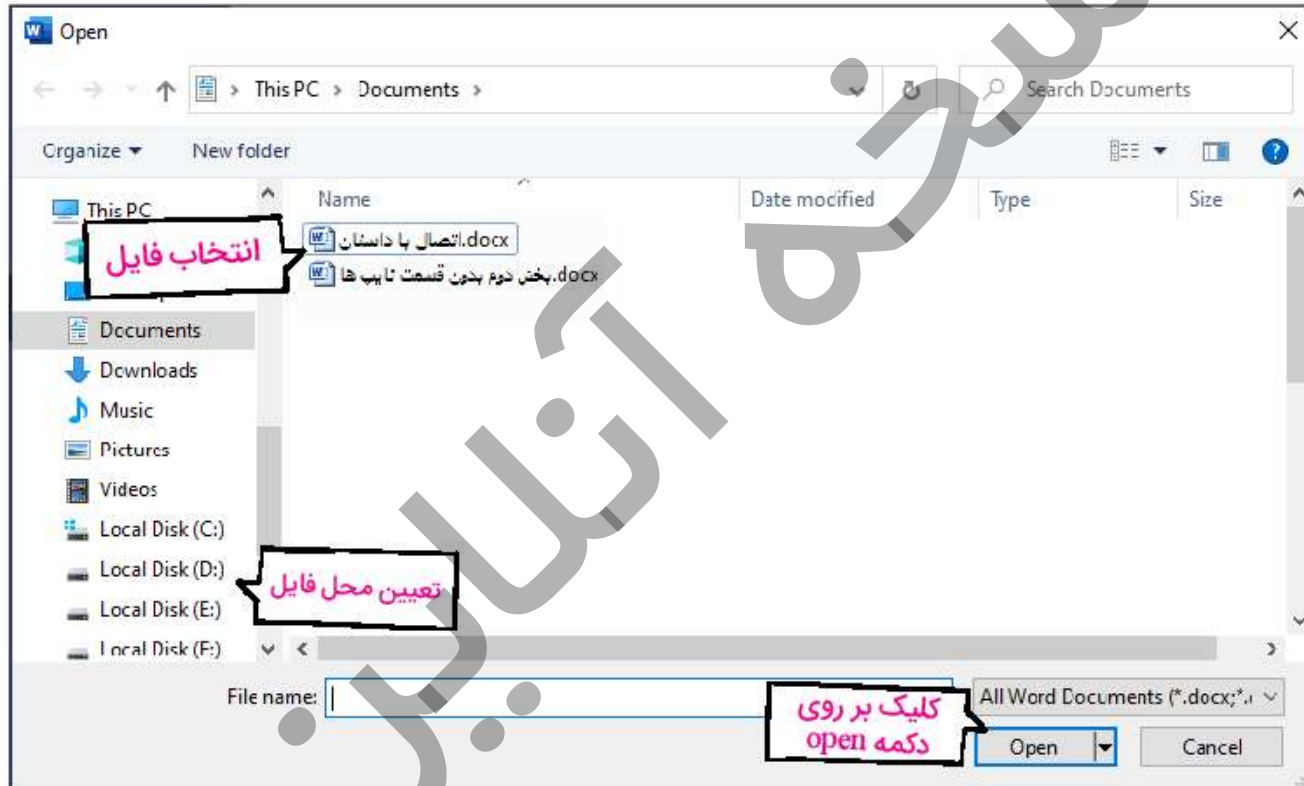 Open
This PC > Documents >
Search Documents
Organize
New folder
Name
Date modified
Type
Size
This PC
انتخاب فایل
اتصال با داستان.docx
بخش دوم بدون قسمت تایپ ها.docx
Documents
Downloads
Music
Pictures
Videos
Local Disk (C:)
Local Disk (D:)
تعیین محل فایل
Local Disk (E:)
Local Disk (F:)
File name:
کلیک بر روی
دکمه open
All Word Documents (*.docx;*.
Open
Cancel
نسخه آنلاین